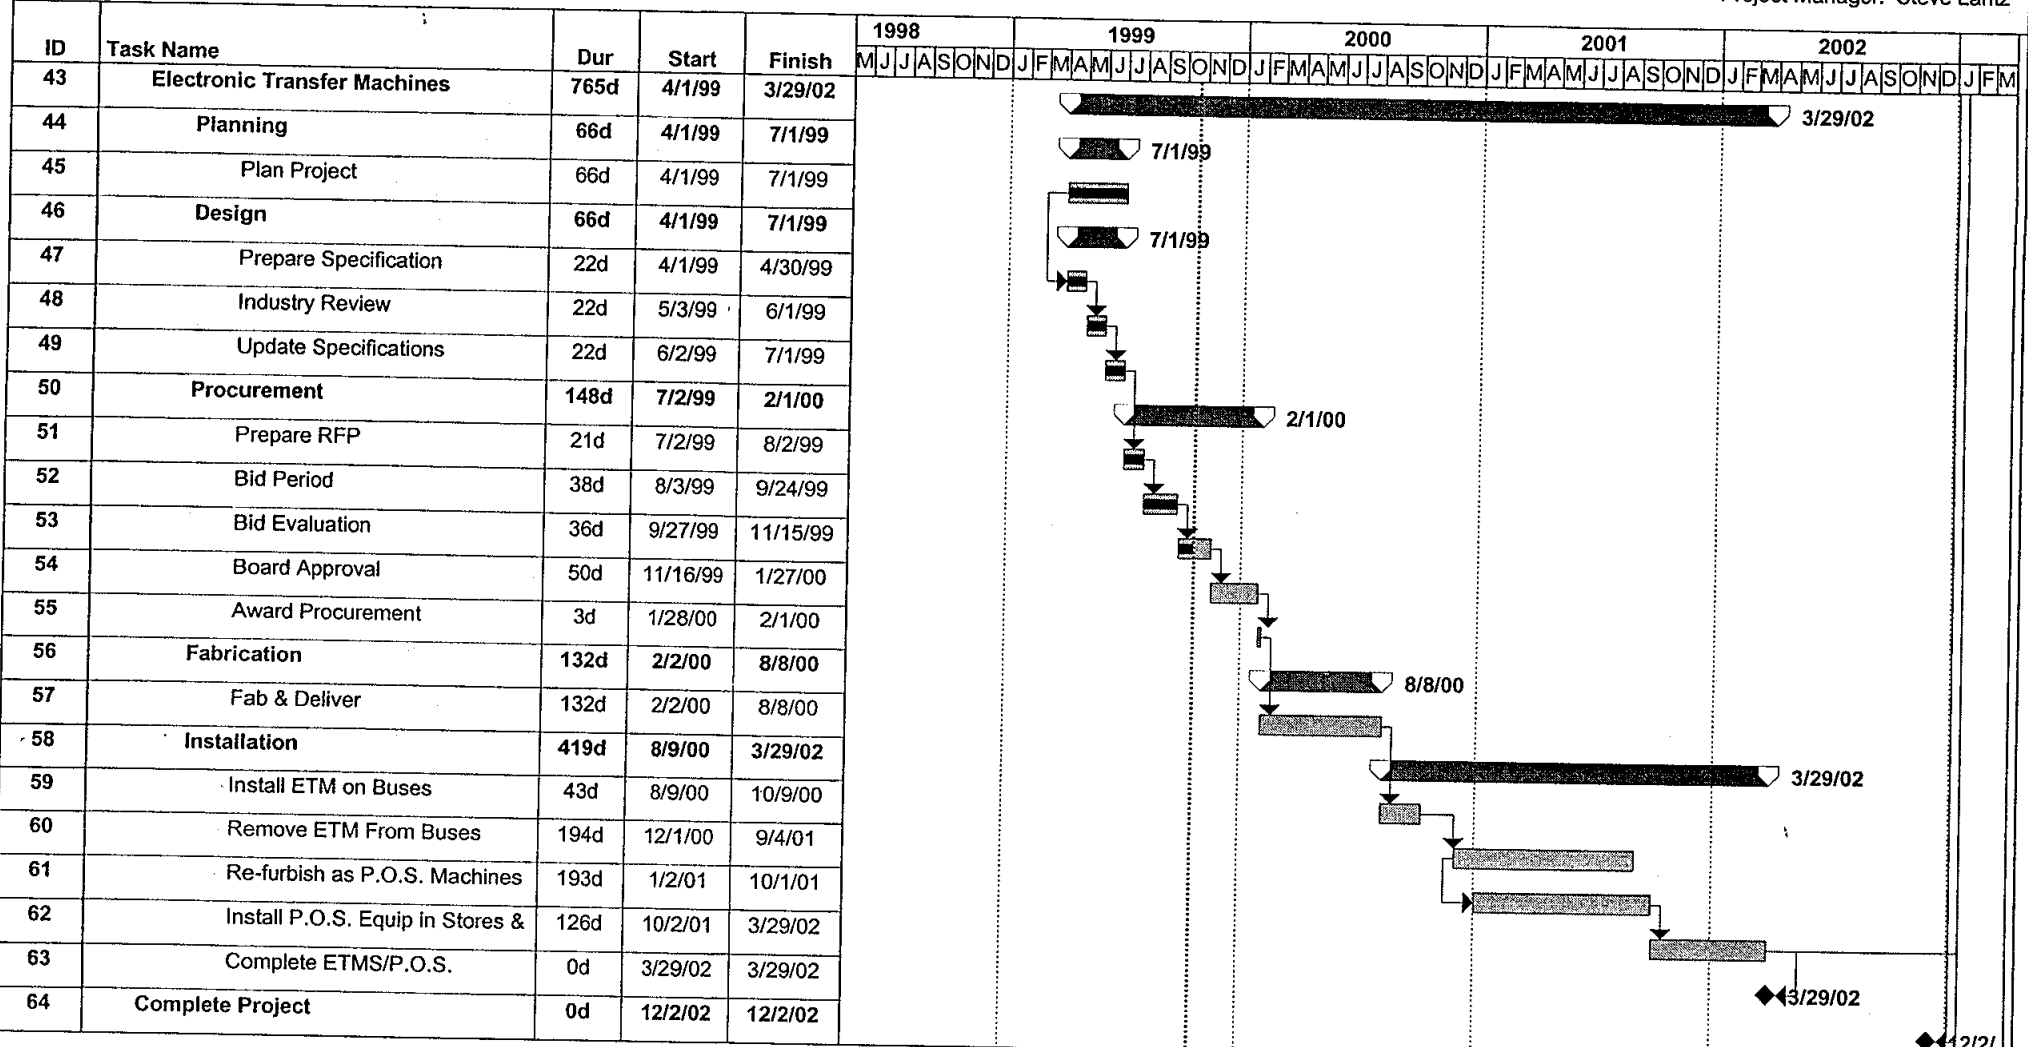 Project Manager: Steve Lantz
1998 1999 2000 2001 2002
ID Task Name Dur Start Finish M J J A S O N D J F M A M J J A S O N D J F M A M J J A S O N D J F M A M J J A S O N D J F M A M J J A S O N D J F M
43 Electronic Transfer Machines 765d 4/1/99 3/29/02 3/29/02
44 Planning 66d 4/1/99 7/1/99 7/1/99
45 Plan Project 66d 4/1/99 7/1/99
46 Design 66d 4/1/99 7/1/99 7/1/99
47 Prepare Specification 22d 4/1/99 4/30/99
48 Industry Review 22d 5/3/99 6/1/99
49 Update Specifications 22d 6/2/99 7/1/99
50 Procurement 148d 7/2/99 2/1/00 2/1/00
51 Prepare RFP 21d 7/2/99 8/2/99
52 Bid Period 38d 8/3/99 9/24/99
53 Bid Evaluation 36d 9/27/99 11/15/99
54 Board Approval 50d 11/16/99 1/27/00
55 Award Procurement 3d 1/28/00 2/1/00
56 Fabrication 132d 2/2/00 8/8/00 8/8/00
57 Fab & Deliver 132d 2/2/00 8/8/00
58 Installation 419d 8/9/00 3/29/02 3/29/02
59 Install ETM on Buses 43d 8/9/00 10/9/00
60 Remove ETM From Buses 194d 12/1/00 9/4/01
61 Re-furbish as P.O.S. Machines 193d 1/2/01 10/1/01
62 Install P.O.S. Equip in Stores & 126d 10/2/01 3/29/02
63 Complete ETMS/P.O.S. 0d 3/29/02 3/29/02 3/29/02
64 Complete Project 0d 12/2/02 12/2/02 12/2/